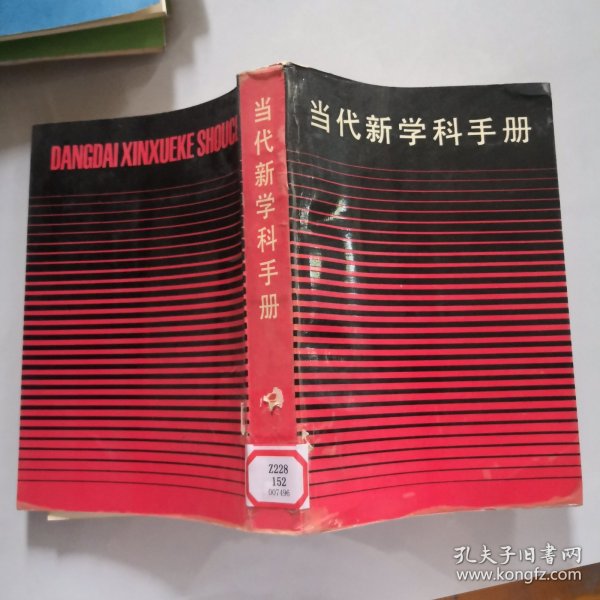 DANGDAI XINXUEKE SHOUC
当代新学科手册
当代新学科手册
Z228
152
007496
孔夫子旧书网
www.kongfz.com